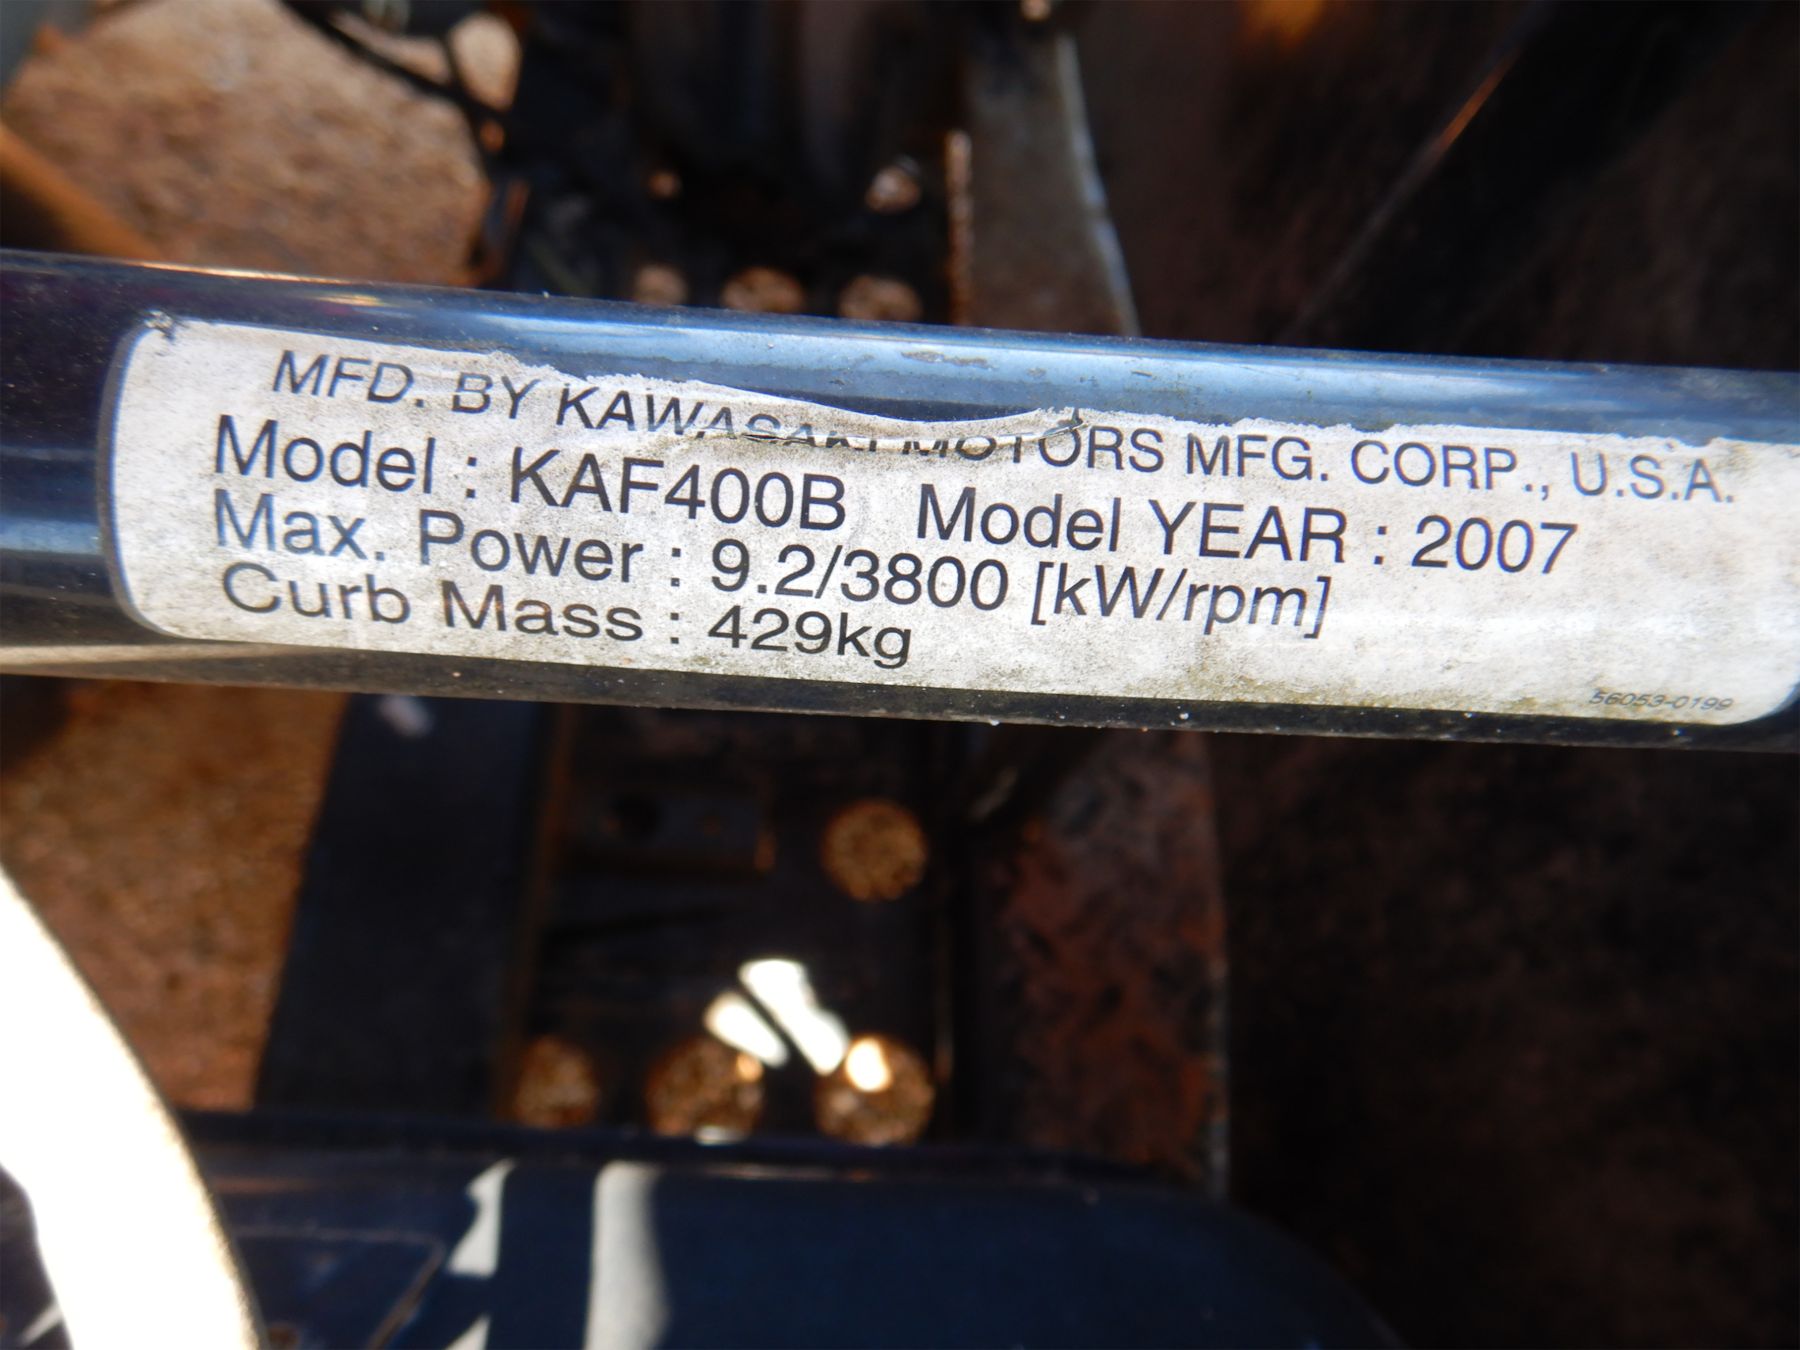 MFD. BY KAWASAKI MOTORS MFG. CORP., U.S.A.
Model : KAF400B Model YEAR : 2007
Max. Power : 9.2/3800 [kW/rpm]
Curb Mass : 429kg
56053-0199